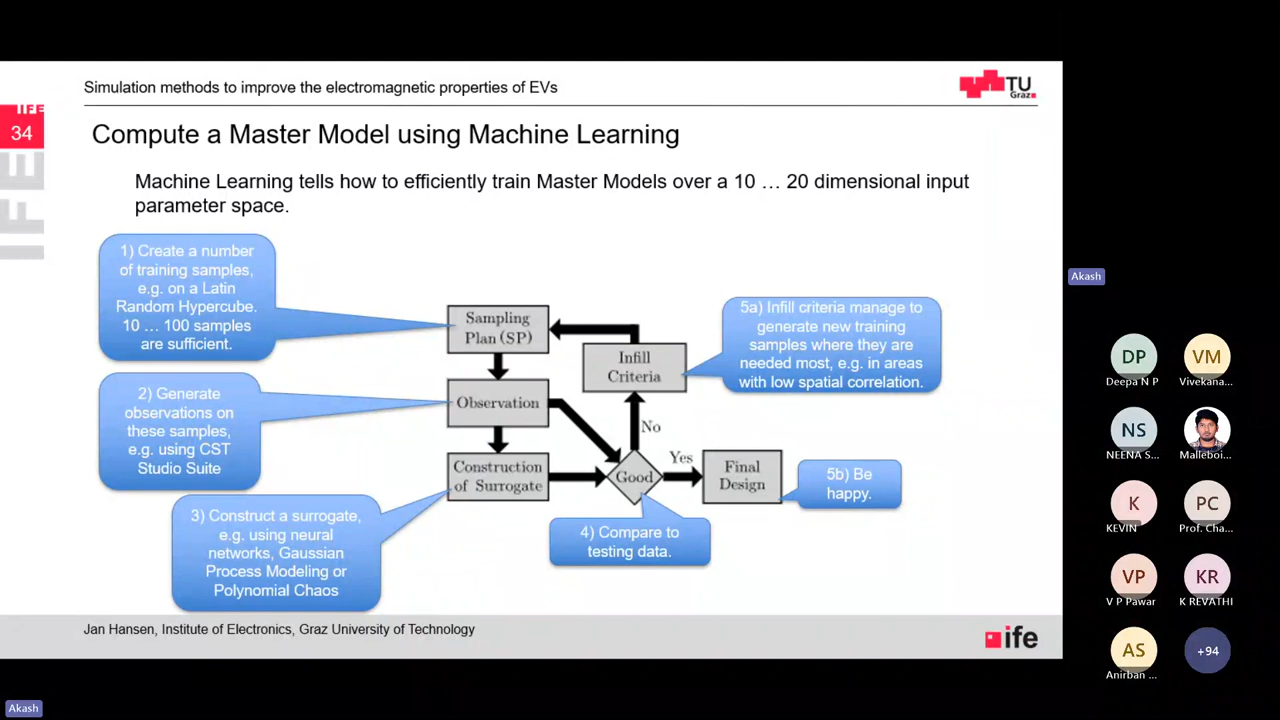 Simulation methods to improve the electromagnetic properties of EVs
TU
Graz
IFE
34
IFE
Compute a Master Model using Machine Learning
Machine Learning tells how to efficiently train Master Models over a 10 … 20 dimensional input
parameter space.
1) Create a number
of training samples,
e.g. on a Latin
Random Hypercube.
10 … 100 samples
are sufficient.
2) Generate
observations on
these samples,
e.g. using CST
Studio Suite
3) Construct a surrogate,
e.g. using neural
networks, Gaussian
Process Modeling or
Polynomial Chaos
Sampling
Plan (SP)
Observation
Construction
of Surrogate
Infill
Criteria
No
Good
Yes
Final
Design
4) Compare to
testing data.
5a) Infill criteria manage to
generate new training
samples where they are
needed most, e.g. in areas
with low spatial correlation.
5b) Be
happy.
Jan Hansen, Institute of Electronics, Graz University of Technology
ife
Akash
DP
Deepa N P
VM
Vivekana...
NS
NEENA S...
Malleboi...
K
KEVIN
PC
Prof. Cha...
VP
V P Pawar
KR
K REVATHI
AS
Anirban ...
+94
Akash